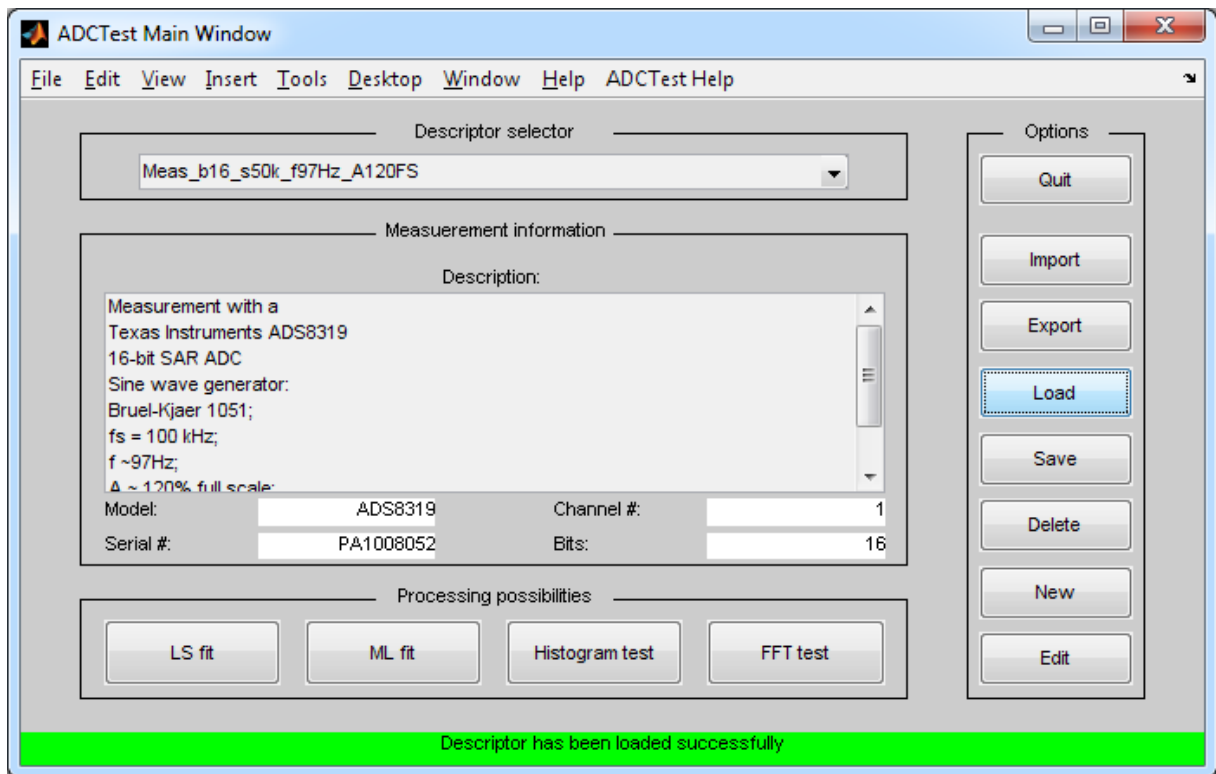 ADCTest Main Window
File Edit View Insert Tools Desktop Window Help ADCTest Help
Descriptor selector
Meas_b16_s50k_f97Hz_A120FS
Measuerement information
Description:
Measurement with a
Texas Instruments ADS8319
16-bit SAR ADC
Sine wave generator:
Bruel-Kjaer 1051;
fs = 100 kHz;
f ~97Hz;
A ~ 120% full scale;
Model: ADS8319 Channel #: 1
Serial #: PA1008052 Bits: 16
Processing possibilities
LS fit ML fit Histogram test FFT test
Options
Quit
Import
Export
Load
Save
Delete
New
Edit
Descriptor has been loaded successfully